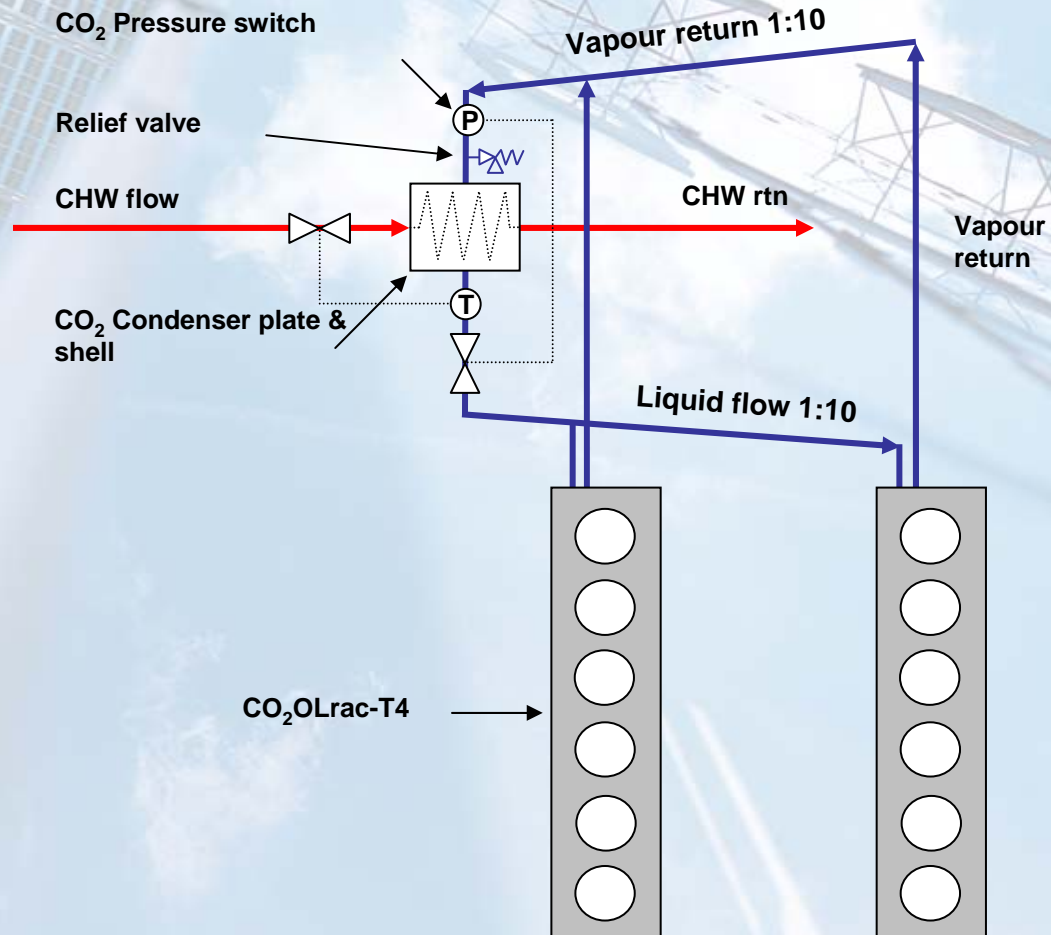 CO₂ Pressure switch
Vapour return 1:10
P
Relief valve
CHW flow
CHW rtn
Vapour
return
T
CO₂ Condenser plate &
shell
Liquid flow 1:10
CO₂OLrac-T4